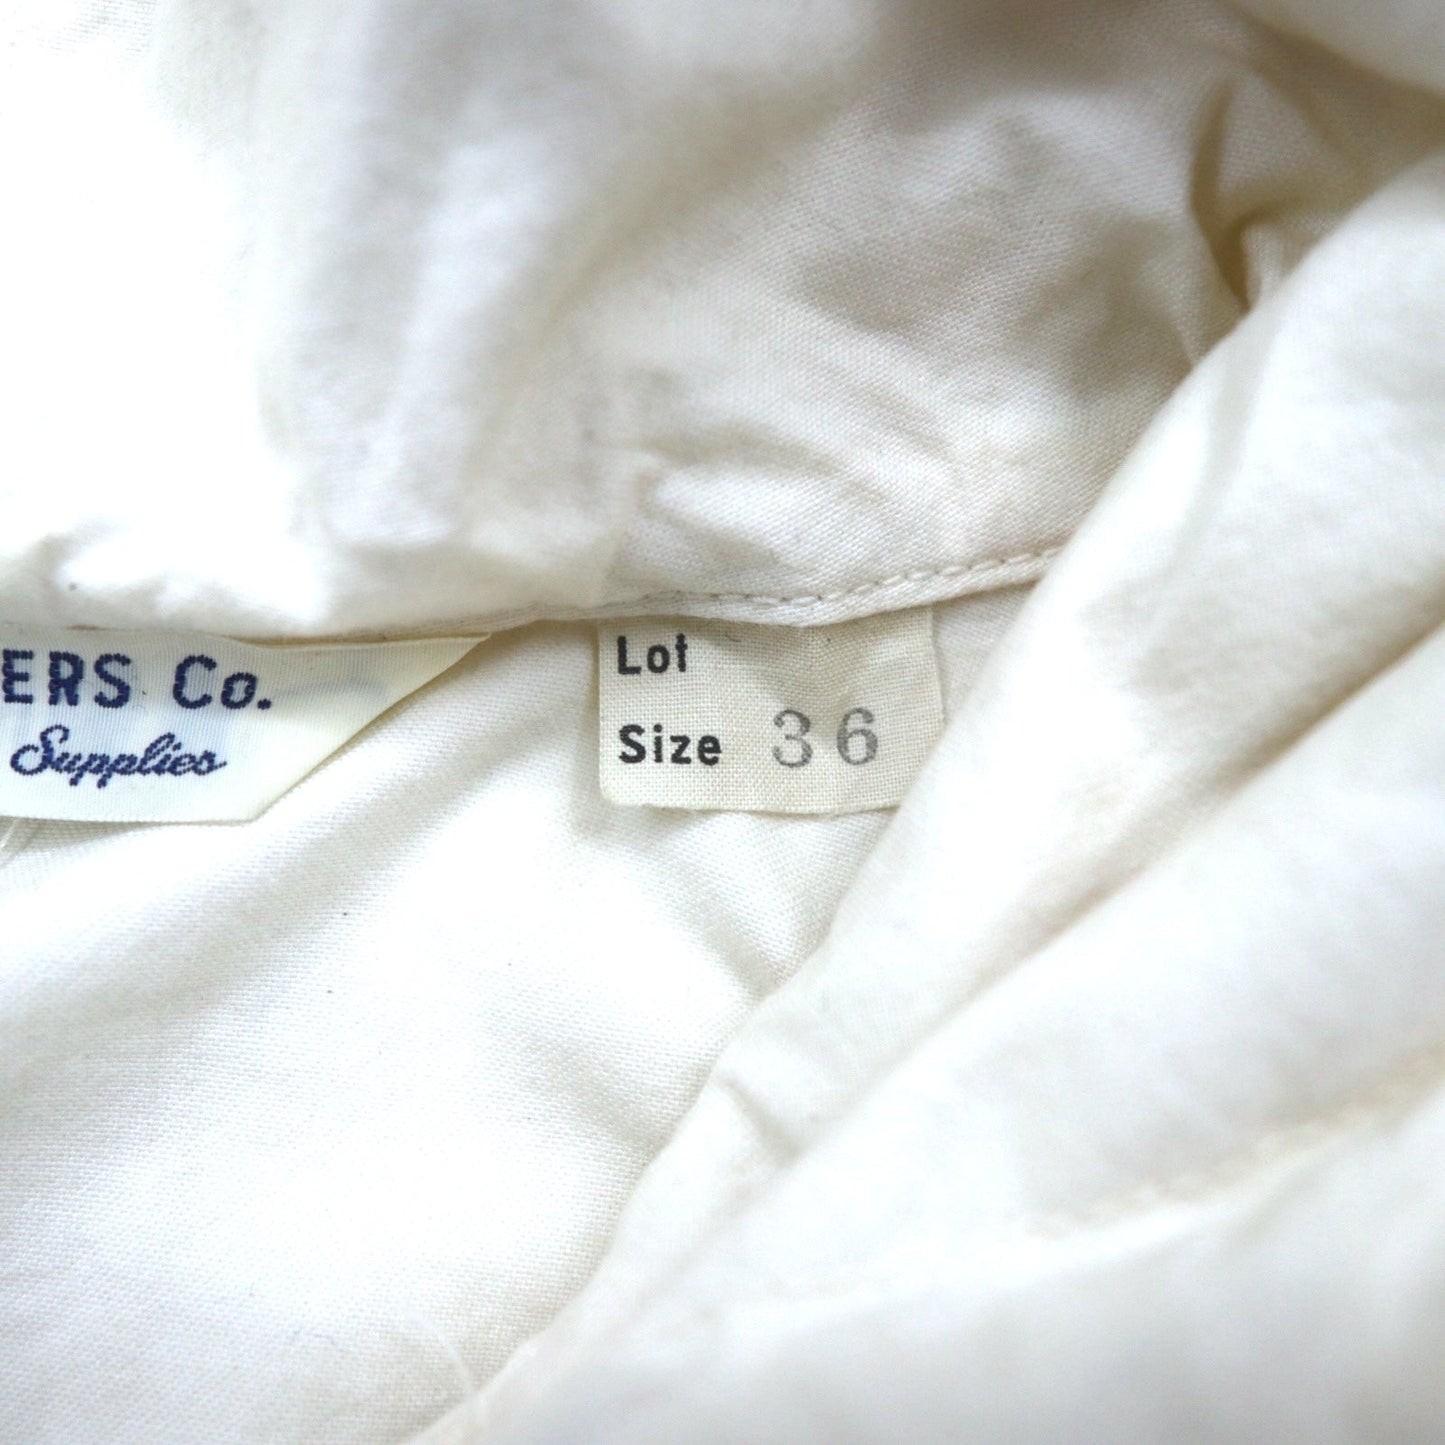 ERS Co.
Supplies
Lot
Size 36